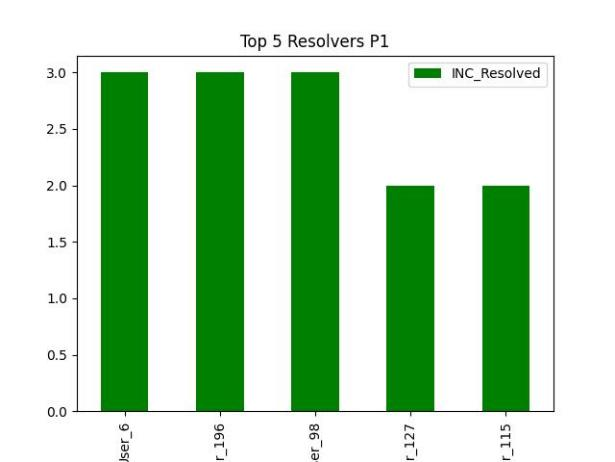 Top 5 Resolvers P1
INC_Resolved
3.0
2.5
2.0
1.5
1.0
0.5
0.0
User_6
r_196
er_98
r_127
r_115